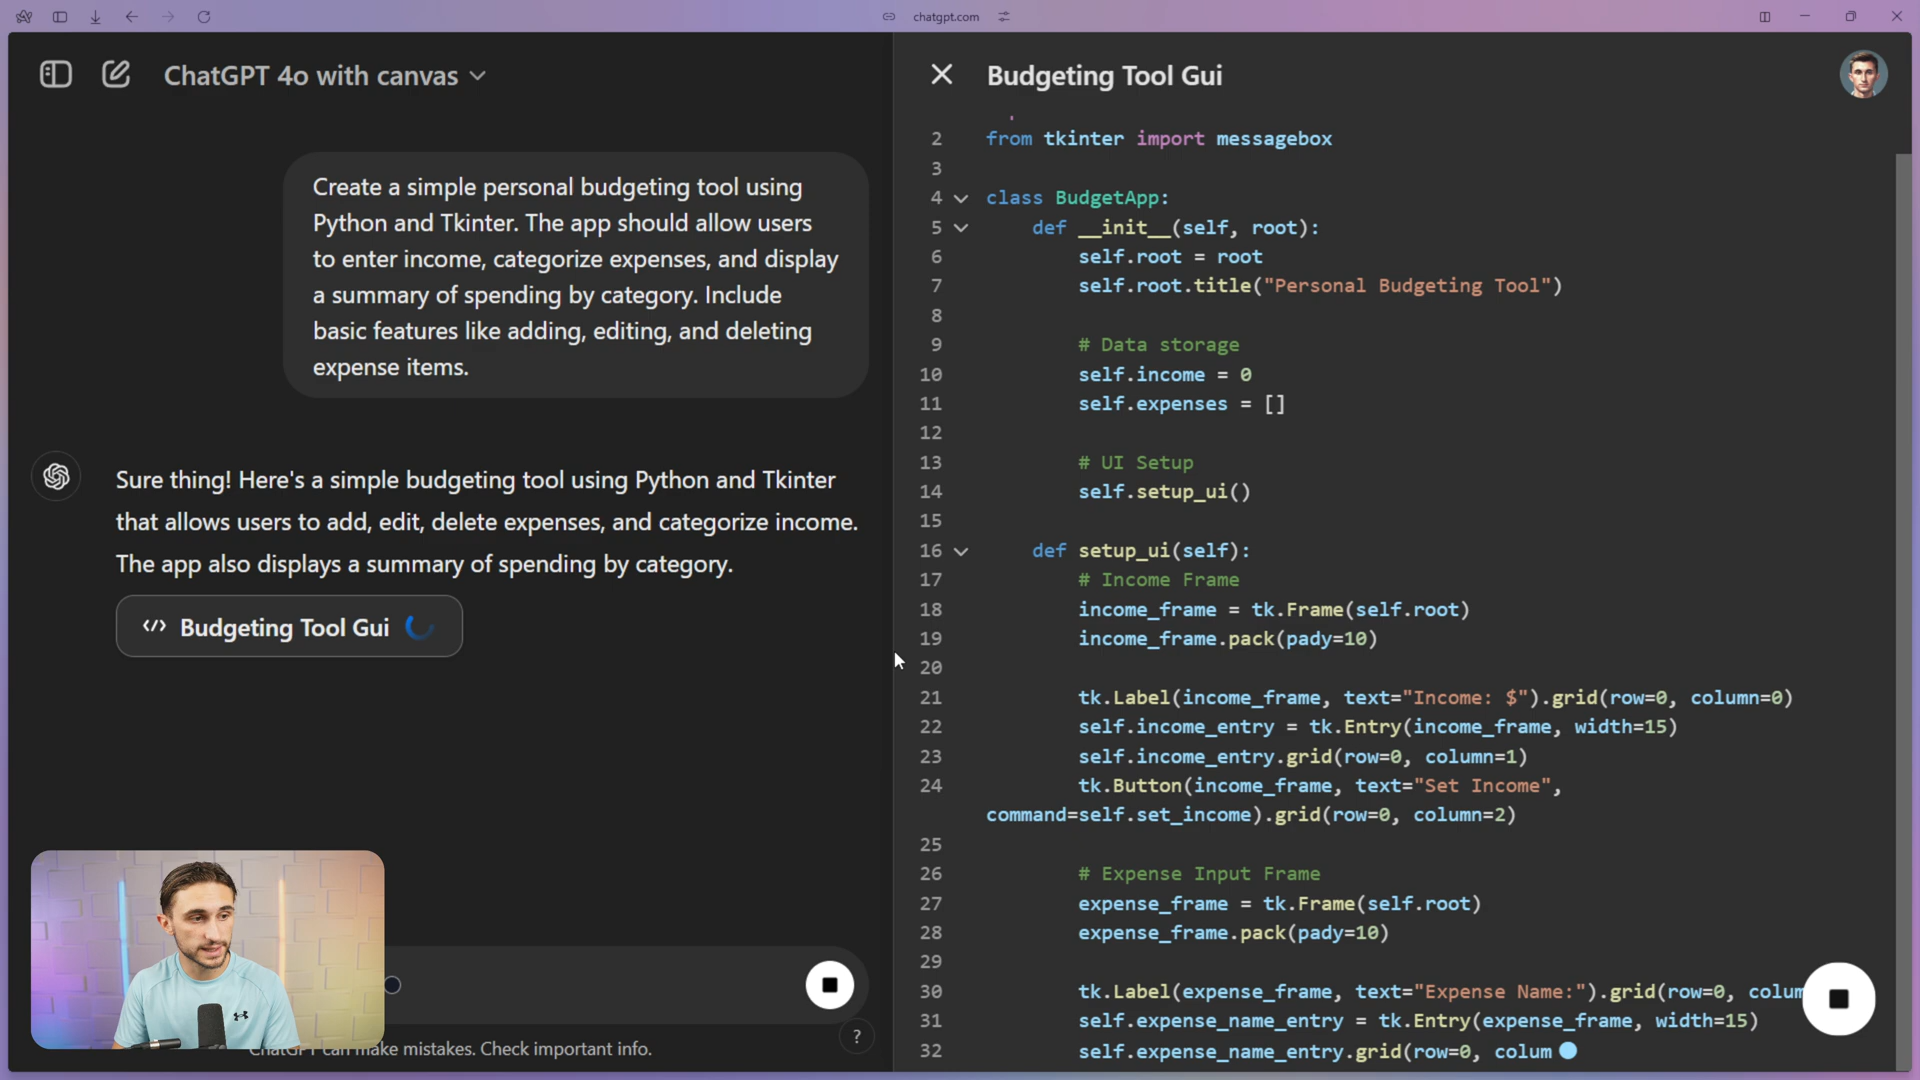 chatgpt.com
ChatGPT 4o with canvas
Create a simple personal budgeting tool using
Python and Tkinter. The app should allow users
to enter income, categorize expenses, and display
a summary of spending by category. Include
basic features like adding, editing, and deleting
expense items.
Sure thing! Here's a simple budgeting tool using Python and Tkinter
that allows users to add, edit, delete expenses, and categorize income.
The app also displays a summary of spending by category.
</> Budgeting Tool Gui
ChatGPT can make mistakes. Check important info.
?
Budgeting Tool Gui
2 from tkinter import messagebox
3
4 class BudgetApp:
5 def __init__(self, root):
6 self.root = root
7 self.root.title("Personal Budgeting Tool")
8
9 # Data storage
10 self.income = 0
11 self.expenses = []
12
13 # UI Setup
14 self.setup_ui()
15
16 def setup_ui(self):
17 # Income Frame
18 income_frame = tk.Frame(self.root)
19 income_frame.pack(pady=10)
20
21 tk.Label(income_frame, text="Income: $").grid(row=0, column=0)
22 self.income_entry = tk.Entry(income_frame, width=15)
23 self.income_entry.grid(row=0, column=1)
24 tk.Button(income_frame, text="Set Income",
command=self.set_income).grid(row=0, column=2)
25
26 # Expense Input Frame
27 expense_frame = tk.Frame(self.root)
28 expense_frame.pack(pady=10)
29
30 tk.Label(expense_frame, text="Expense Name:").grid(row=0, colum
31 self.expense_name_entry = tk.Entry(expense_frame, width=15)
32 self.expense_name_entry.grid(row=0, colum